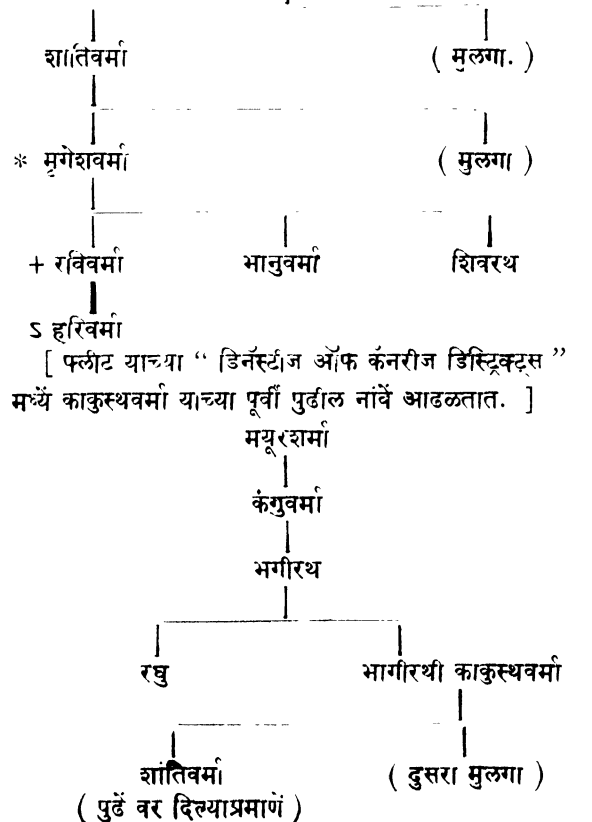 शांतिवर्मा ( मुलगा. )
* मृगेशवर्मा ( मुलगा )
+ रविवर्मा भानुवर्मा शिवरथ
S हरिवर्मा
[ फ्लीट याच्या “ डिनॅस्टीज ऑफ कॅनरीज डिस्ट्रिक्ट्स ”
मध्यें काकुस्थवर्मा याच्या पूर्वी पुढील नांवें आढळतात. ]
मयूरशर्मा
कंगुवर्मा
भगीरथ
रघु भागीरथी काकुस्थवर्मा
शांतिवर्मा ( दुसरा मुलगा )
( पुढें वर दिल्याप्रमाणें )